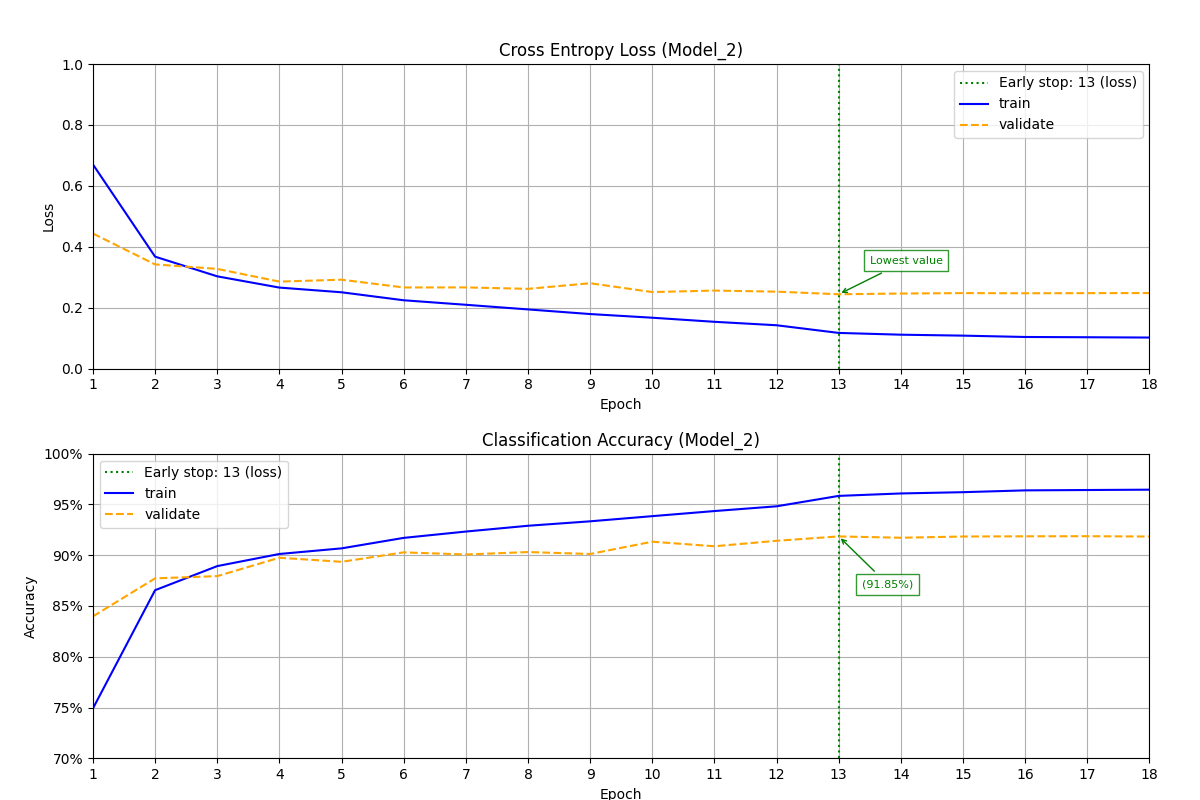 Cross Entropy Loss (Model_2)
1.0
0.8
0.6
0.4
0.2
0.0
Loss
Early stop: 13 (loss)
train
validate
Lowest value
1 2 3 4 5 6 7 8 9 10 11 12 13 14 15 16 17 18
Epoch
Classification Accuracy (Model_2)
100%
95%
90%
85%
80%
75%
70%
Accuracy
Early stop: 13 (loss)
train
validate
(91.85%)
1 2 3 4 5 6 7 8 9 10 11 12 13 14 15 16 17 18
Epoch